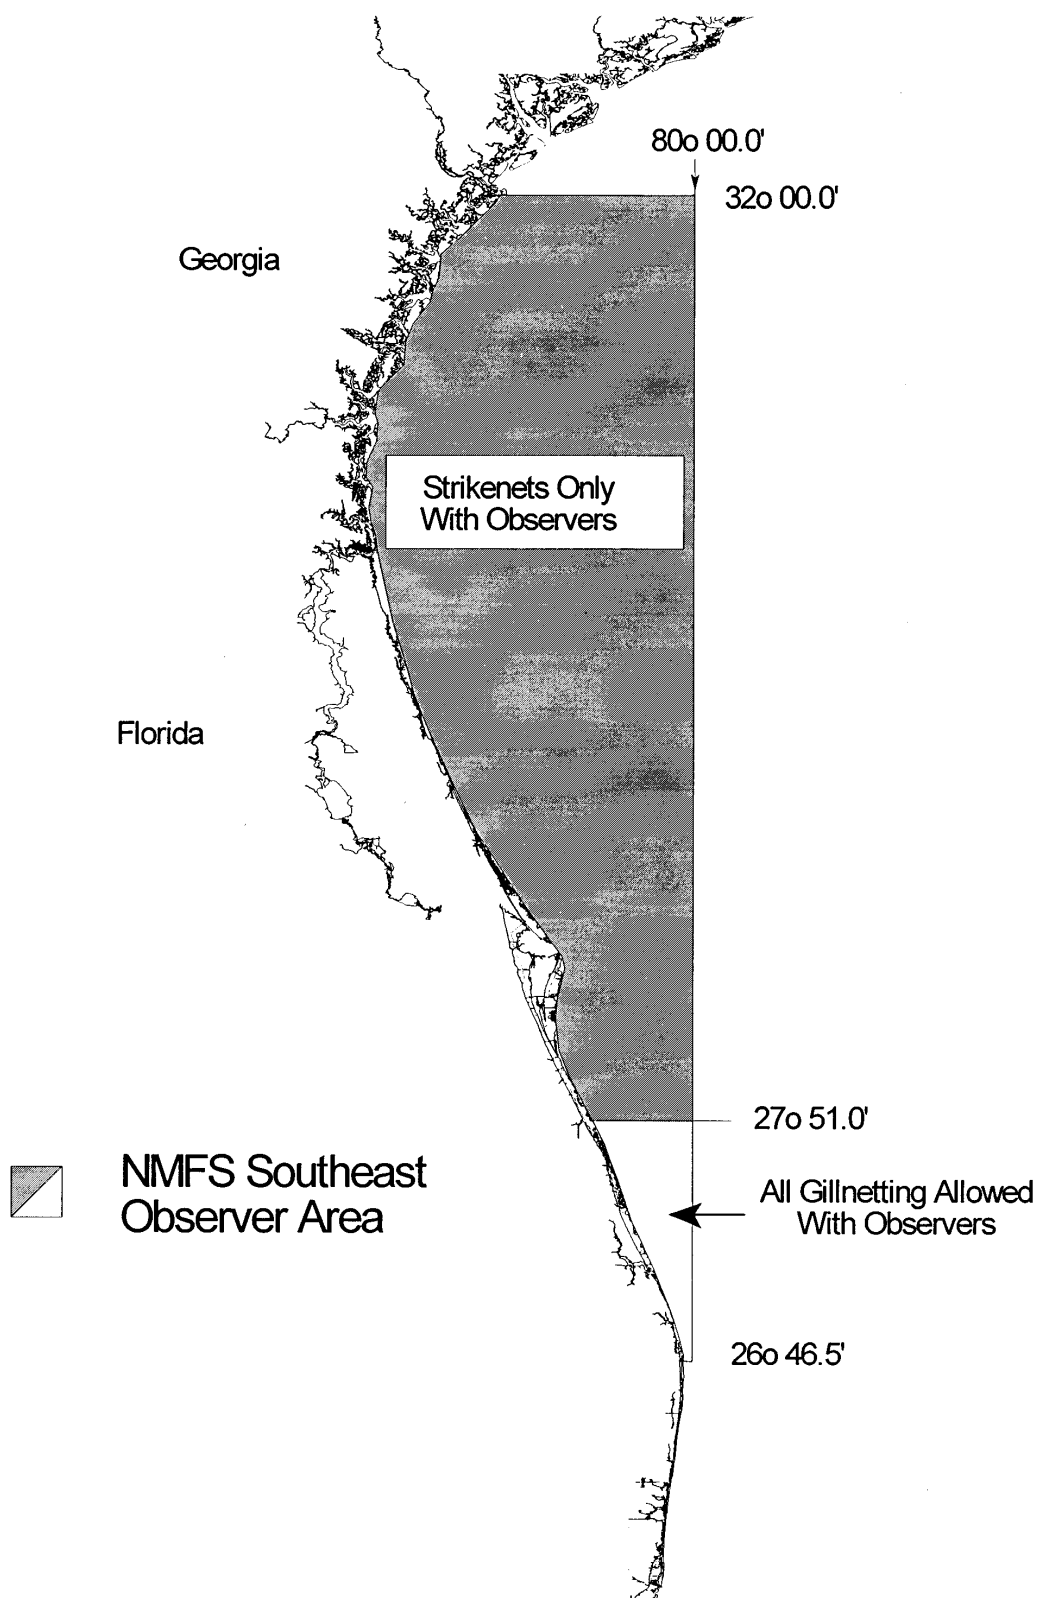 80o 00.0'
32o 00.0'
Georgia
Strikenets Only
With Observers
Florida
27o 51.0'
NMFS Southeast
Observer Area
All Gillnetting Allowed
With Observers
26o 46.5'